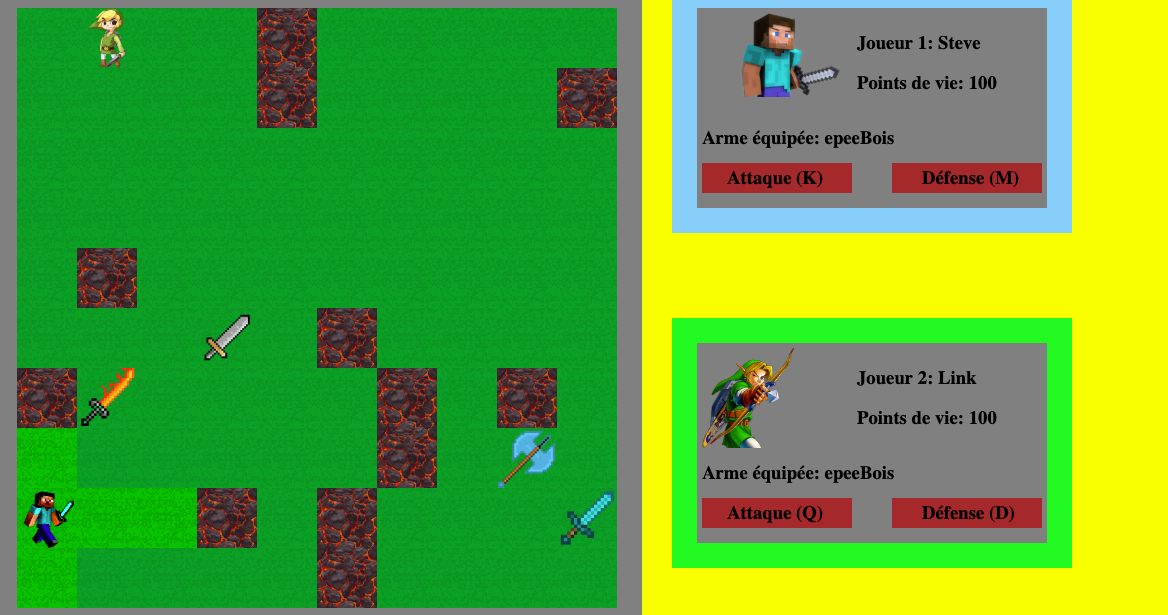 Joueur 1: Steve
Points de vie: 100
Arme équipée: epeeBois
Attaque (K)
Défense (M)
Joueur 2: Link
Points de vie: 100
Arme équipée: epeeBois
Attaque (Q)
Défense (D)